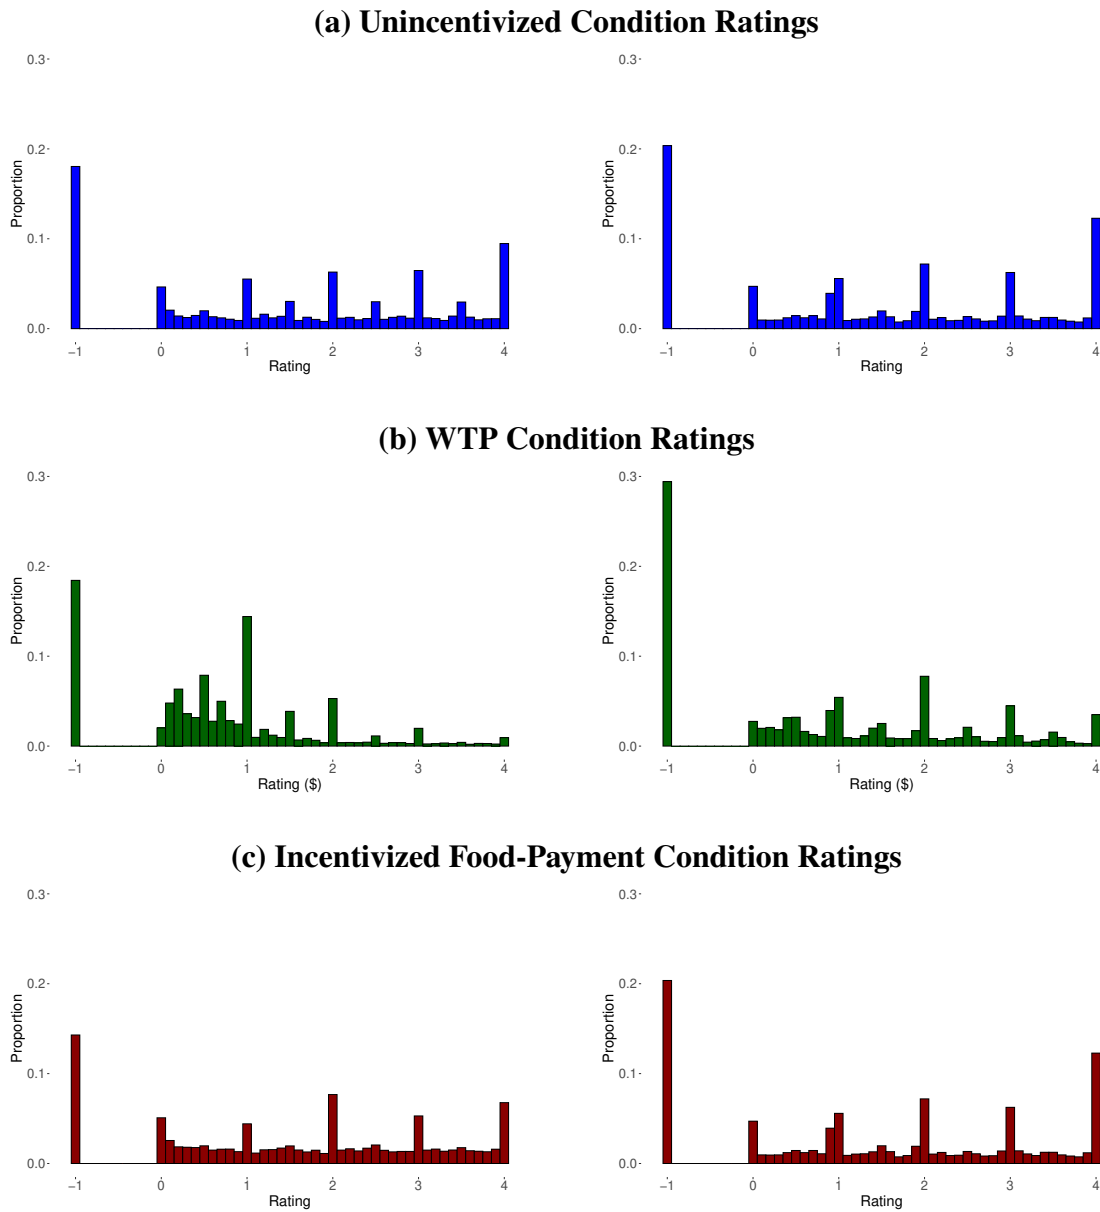 (a) Unincentivized Condition Ratings
0.3
0.2
0.1
0.0
Proportion
−1 0 1 2 3 4
Rating
0.3
0.2
0.1
0.0
Proportion
−1 0 1 2 3 4
Rating
(b) WTP Condition Ratings
0.3
0.2
0.1
0.0
Proportion
−1 0 1 2 3 4
Rating ($)
0.3
0.2
0.1
0.0
Proportion
−1 0 1 2 3 4
Rating ($)
(c) Incentivized Food-Payment Condition Ratings
0.3
0.2
0.1
0.0
Proportion
−1 0 1 2 3 4
Rating
0.3
0.2
0.1
0.0
Proportion
−1 0 1 2 3 4
Rating